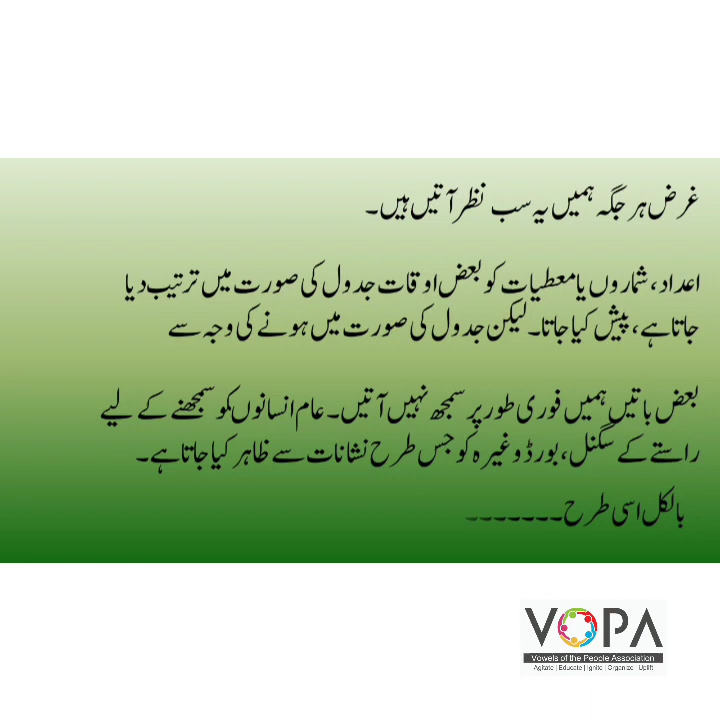 غرض ہر جگہ ہمیں یہ سب نظر آتیں ہیں۔
اعداد، شماروں یا معطیات کو بعض اوقات جدول کی صورت میں ترتیب دیا
جاتا ہے، پیش کیا جاتا۔ لیکن جدول کی صورت میں ہونے کی وجہ سے
بعض باتیں ہمیں فوری طور پر سمجھ نہیں آتیں۔ عام انسانوں کو سمجھنے کے لیے
راستے کے سگنل، بورڈ وغیرہ کو جس طرح نشانات سے ظاہر کیا جاتا ہے۔
بالکل اسی طرح۔۔۔۔۔۔۔
VOPA
Vowels of the People Association
Agitate | Educate | Ignite | Organize | Uplift